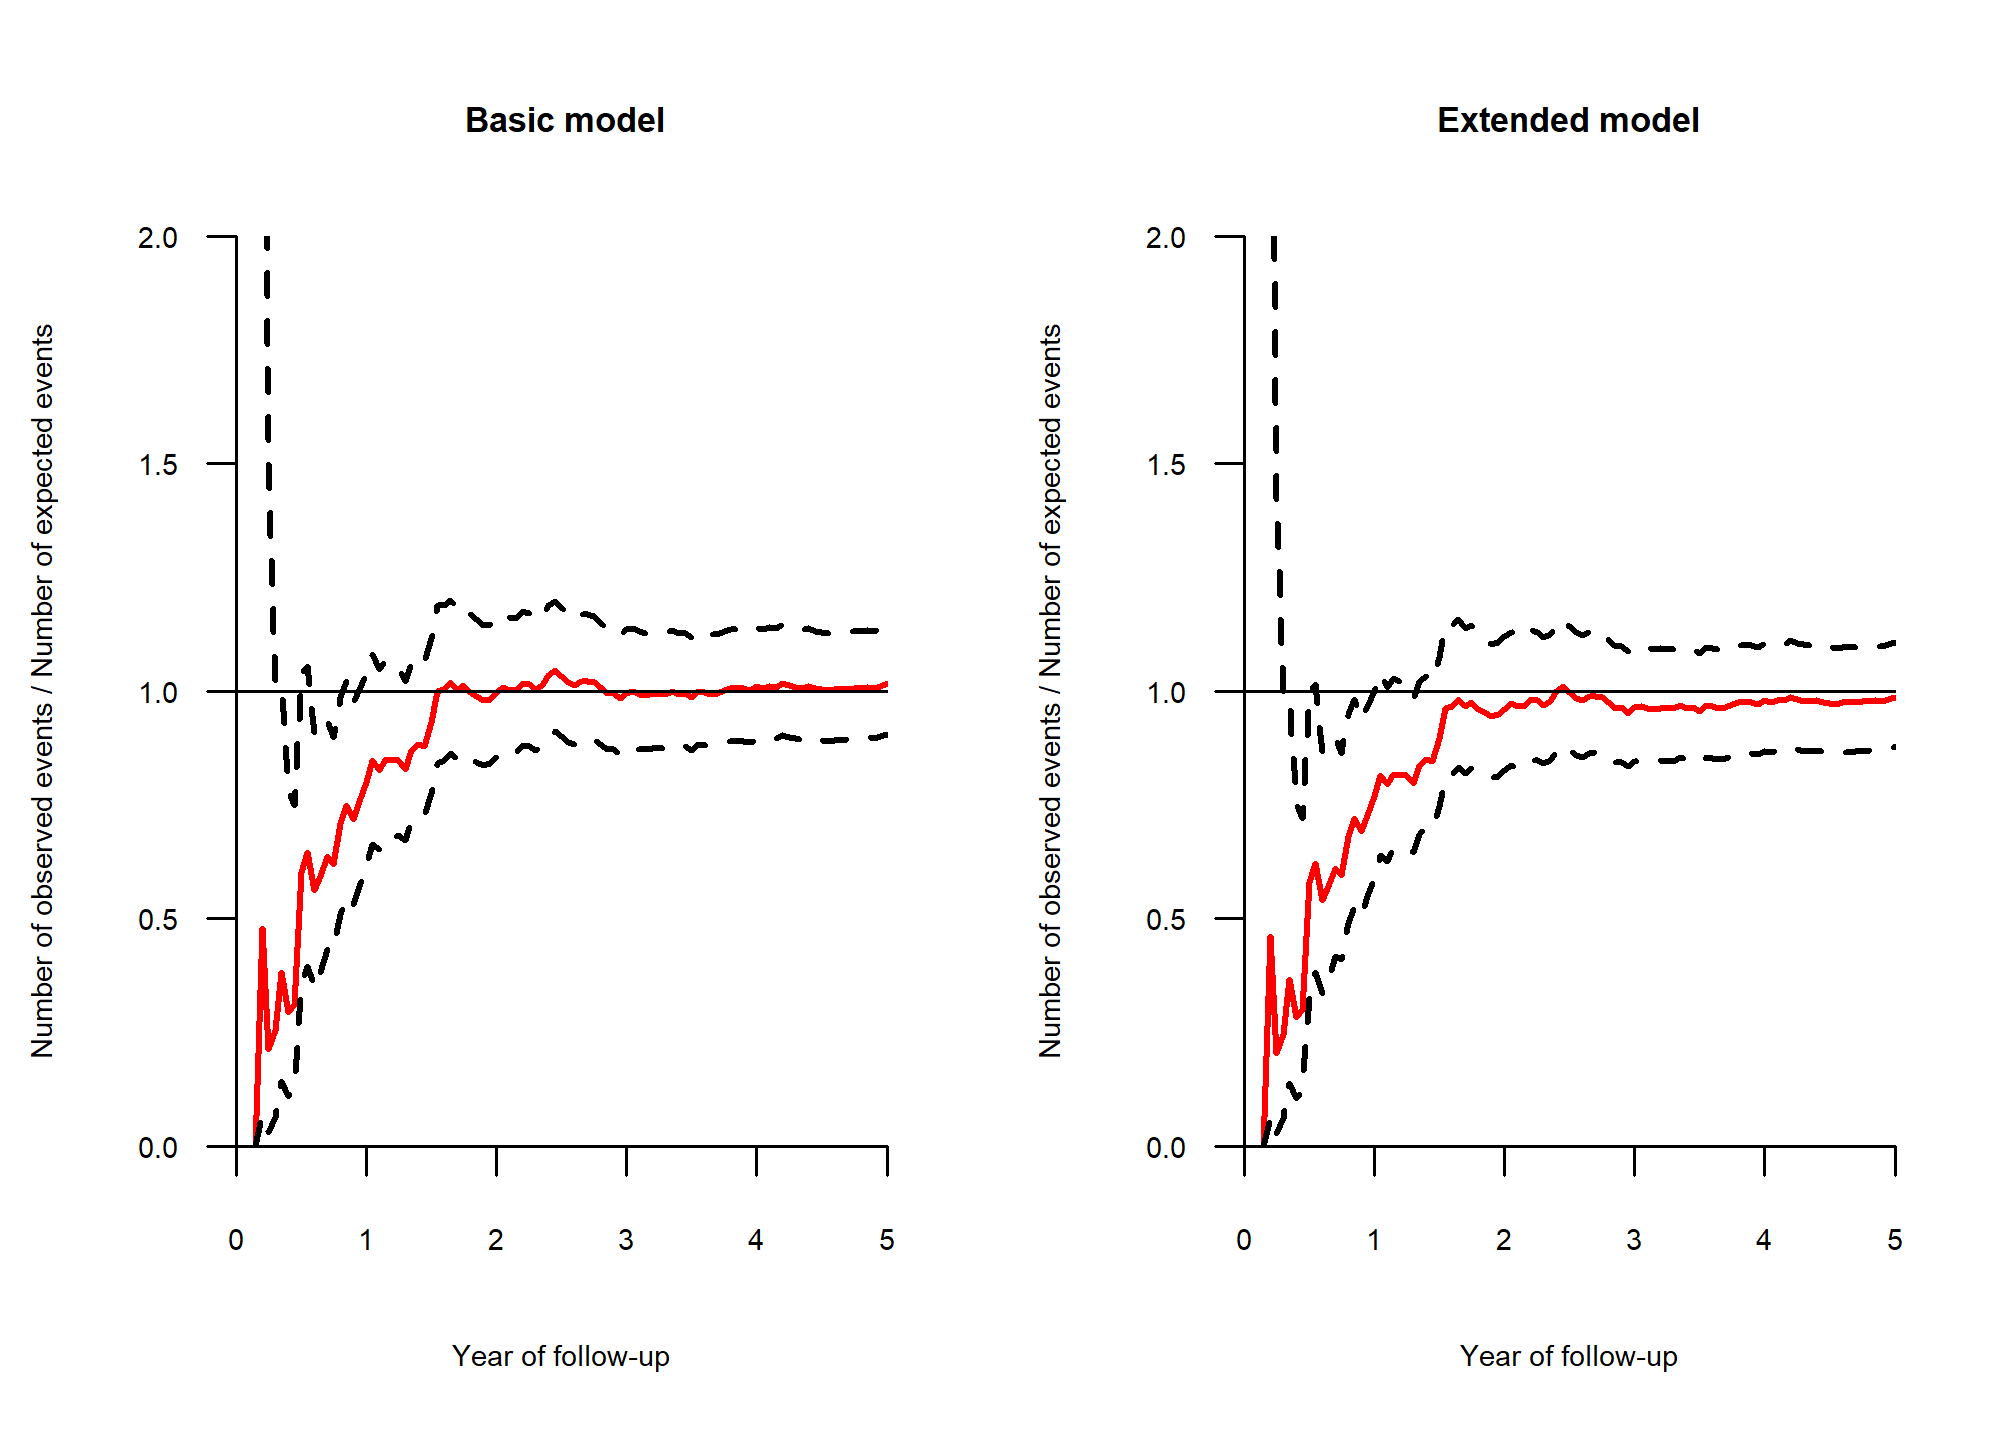 Basic model
Number of observed events / Number of expected events
2.0
1.5
1.0
0.5
0.0
0 1 2 3 4 5
Year of follow-up
Extended model
Number of observed events / Number of expected events
2.0
1.5
1.0
0.5
0.0
0 1 2 3 4 5
Year of follow-up